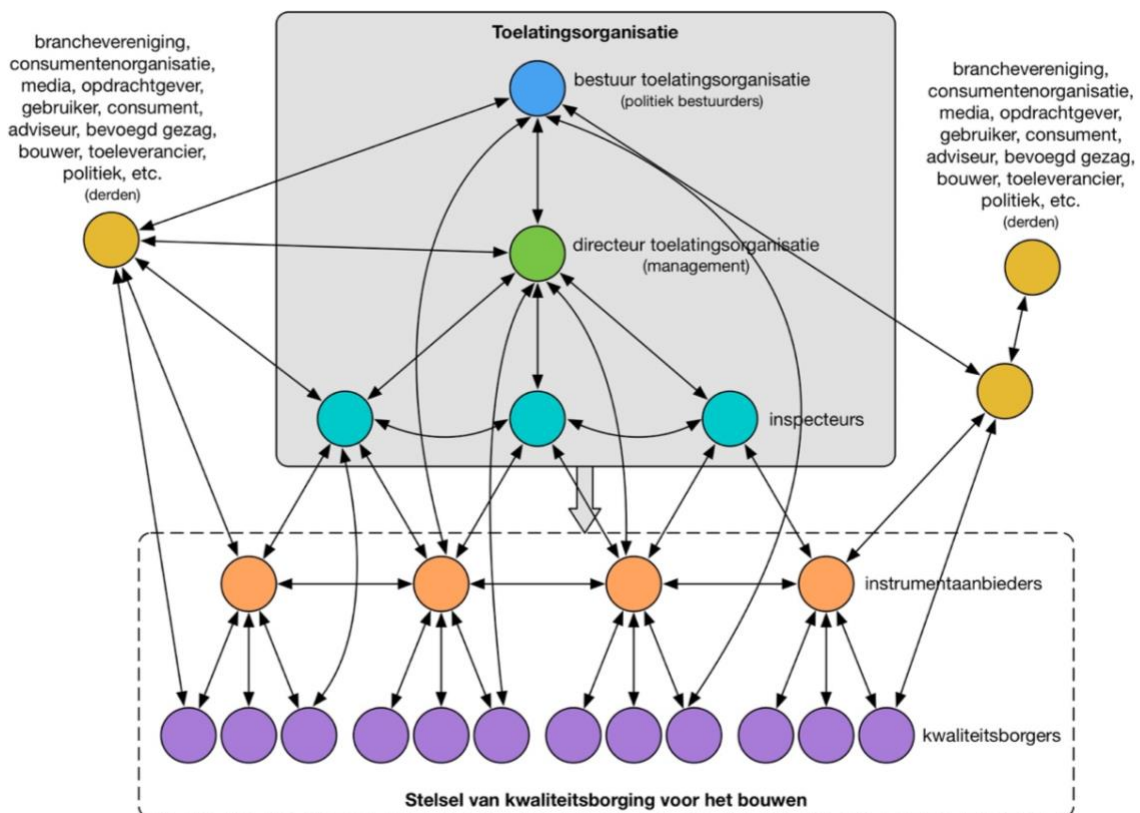 Toelatingsorganisatie
branchevereniging,
consumentenorganisatie,
media, opdrachtgever,
gebruiker, consument,
adviseur, bevoegd gezag,
bouwer, toeleverancier,
politiek, etc.
(derden)
bestuur toelatingsorganisatie
(politiek bestuurders)
branchevereniging,
consumentenorganisatie,
media, opdrachtgever,
gebruiker, consument,
adviseur, bevoegd gezag,
bouwer, toeleverancier,
politiek, etc.
(derden)
directeur toelatingsorganisatie
(management)
inspecteurs
instrumentaanbieders
kwaliteitsborgers
Stelsel van kwaliteitsborging voor het bouwen